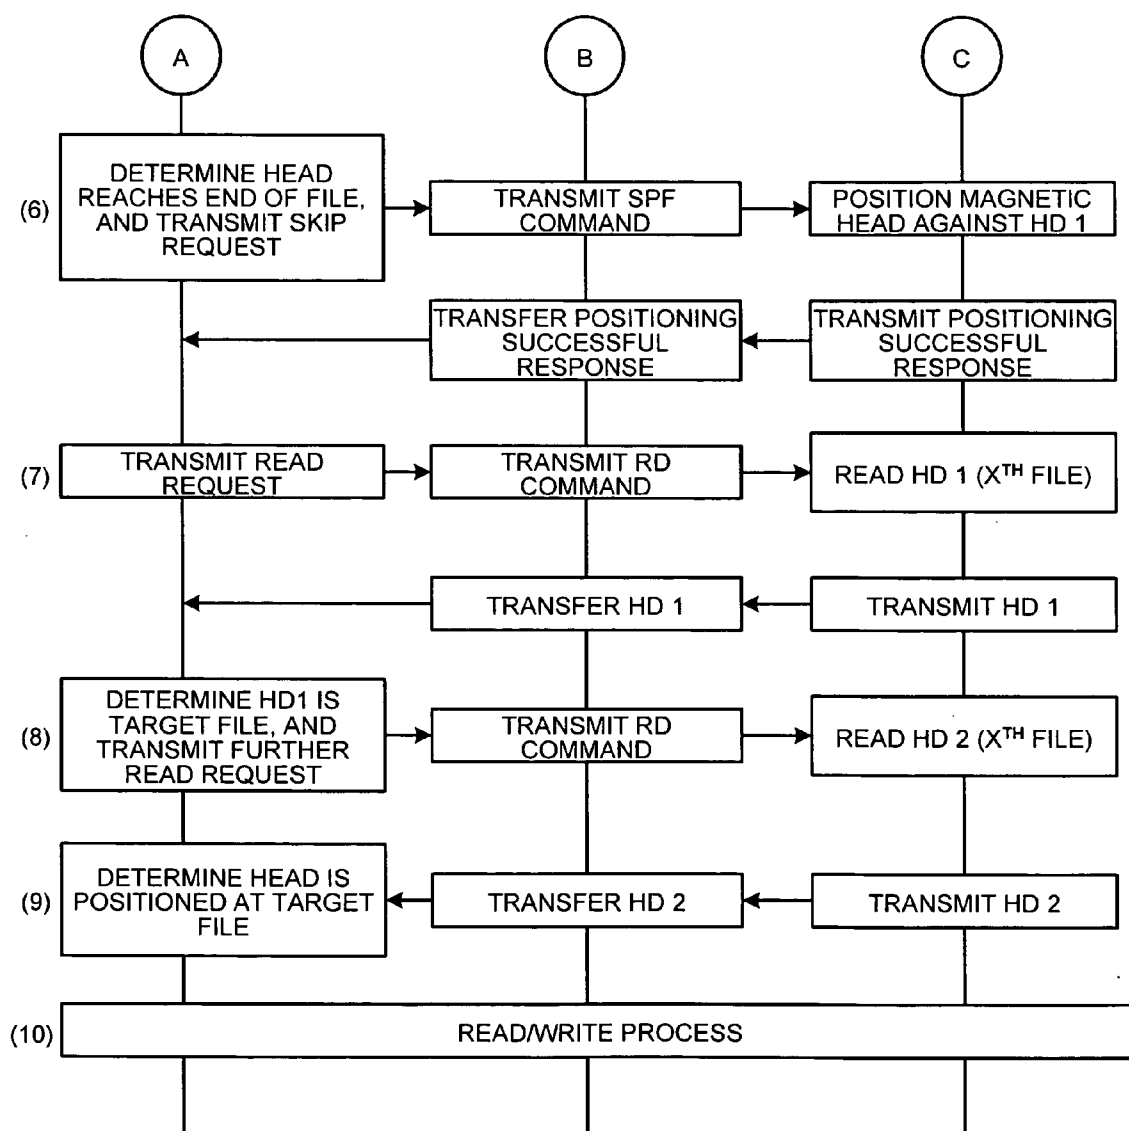 A
B
C
(6)
DETERMINE HEAD
REACHES END OF FILE,
AND TRANSMIT SKIP
REQUEST
TRANSMIT SPF
COMMAND
POSITION MAGNETIC
HEAD AGAINST HD 1
TRANSFER POSITIONING
SUCCESSFUL
RESPONSE
TRANSMIT POSITIONING
SUCCESSFUL
RESPONSE
(7)
TRANSMIT READ
REQUEST
TRANSMIT RD
COMMAND
READ HD 1 (XTH FILE)
TRANSFER HD 1
TRANSMIT HD 1
(8)
DETERMINE HD1 IS
TARGET FILE, AND
TRANSMIT FURTHER
READ REQUEST
TRANSMIT RD
COMMAND
READ HD 2 (XTH FILE)
(9)
DETERMINE HEAD IS
POSITIONED AT TARGET
FILE
TRANSFER HD 2
TRANSMIT HD 2
(10)
READ/WRITE PROCESS